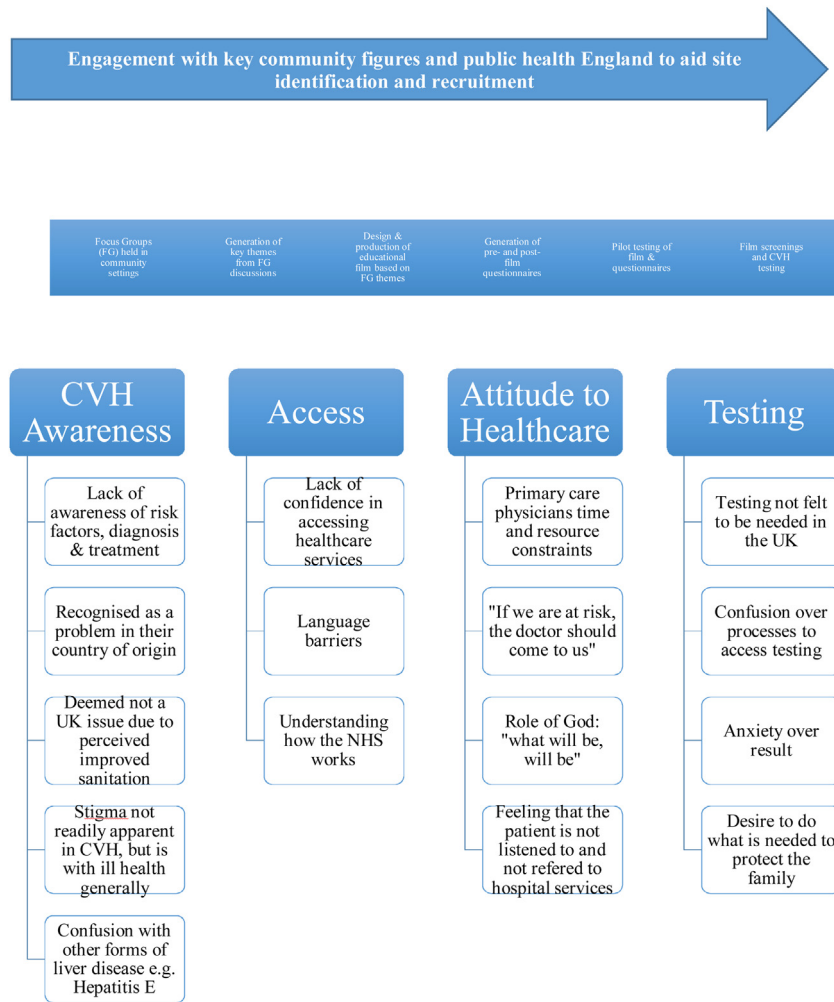 Engagement with key community figures and public health England to aid site
identification and recruitment
Focus Groups
(FG) held in
community
settings
Generation of
key themes
from FG
discussions
Design &
production of
educational
film based on
FG themes
Generation of
pre- and post-
film
questionnaires
Pilot testing of
film &
questionnaires
Film screenings
and CVH
testing
CVH
Awareness
Lack of
awareness of risk
factors, diagnosis
& treatment
Recognised as a
problem in their
country of origin
Deemed not a
UK issue due to
perceived
improved
sanitation
Stigma not
readily apparent
in CVH, but is
with ill health
generally
Confusion with
other forms of
liver disease e.g.
Hepatitis E
Access
Lack of
confidence in
accessing
healthcare
services
Language
barriers
Understanding
how the NHS
works
Attitude to
Healthcare
Primary care
physicians time
and resource
constraints
"If we are at risk,
the doctor should
come to us"
Role of God:
"what will be,
will be"
Feeling that the
patient is not
listened to and
not refered to
hospital services
Testing
Testing not felt
to be needed in
the UK
Confusion over
processes to
access testing
Anxiety over
result
Desire to do
what is needed to
protect the
family